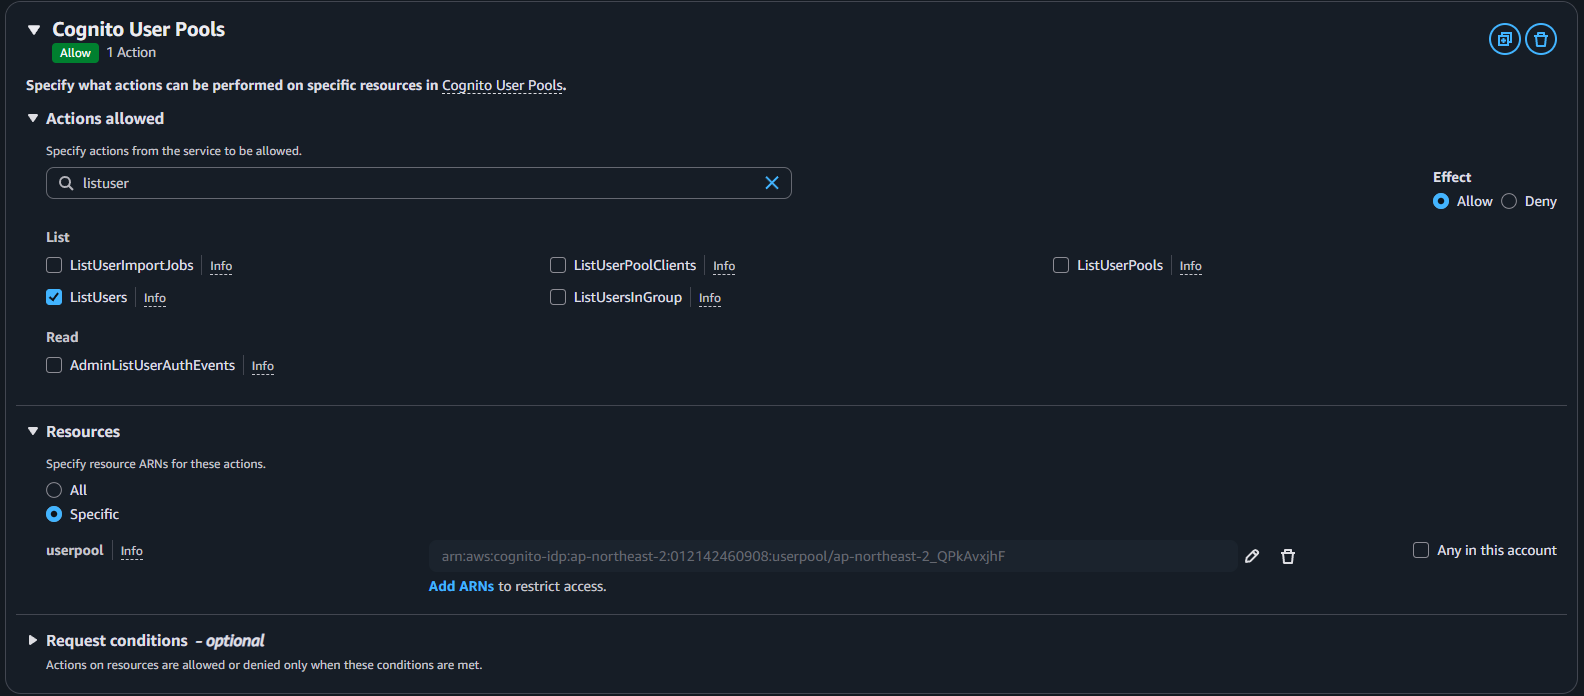 Cognito User Pools
Allow 1 Action
Specify what actions can be performed on specific resources in Cognito User Pools.
Actions allowed
Specify actions from the service to be allowed.
listuser
Effect
Allow Deny
List
ListUserImportJobs Info ListUserPoolClients Info ListUserPools Info
ListUsers Info ListUsersInGroup Info
Read
AdminListUserAuthEvents Info
Resources
Specify resource ARNs for these actions.
All
Specific
userpool Info arn:aws:cognito-idp:ap-northeast-2:012142460908:userpool/ap-northeast-2_QPkAvxjhF Any in this account
Add ARNs to restrict access.
Request conditions - optional
Actions on resources are allowed or denied only when these conditions are met.